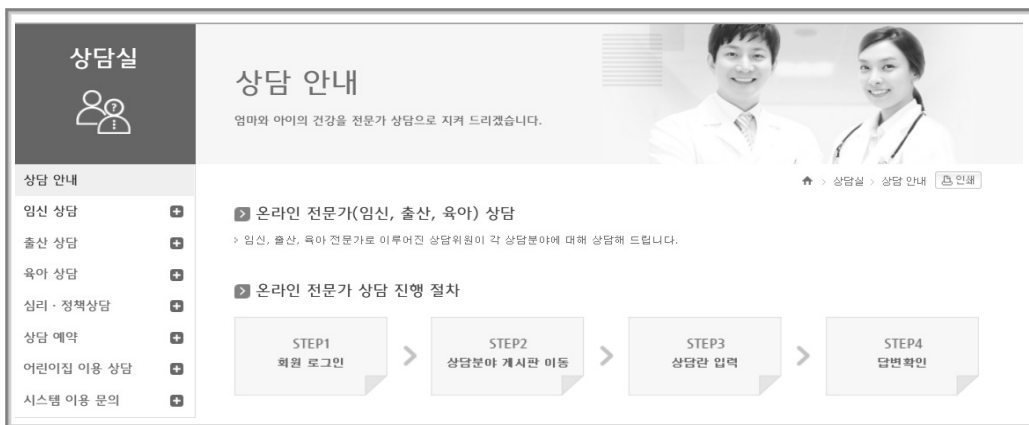 상담실
상담 안내
엄마와 아이의 건강을 전문가 상담으로 지켜 드리겠습니다.
상담 안내
임신 상담
출산 상담
육아 상담
심리 · 정책상담
상담 예약
어린이집 이용 상담
시스템 이용 문의
> 상담실 > 상담 안내 인쇄
온라인 전문가(임신, 출산, 육아) 상담
> 임신, 출산, 육아 전문가로 이루어진 상담위원이 각 상담분야에 대해 상담해 드립니다.
온라인 전문가 상담 진행 절차
STEP1
회원 로그인
STEP2
상담분야 게시판 이동
STEP3
상담란 입력
STEP4
답변확인